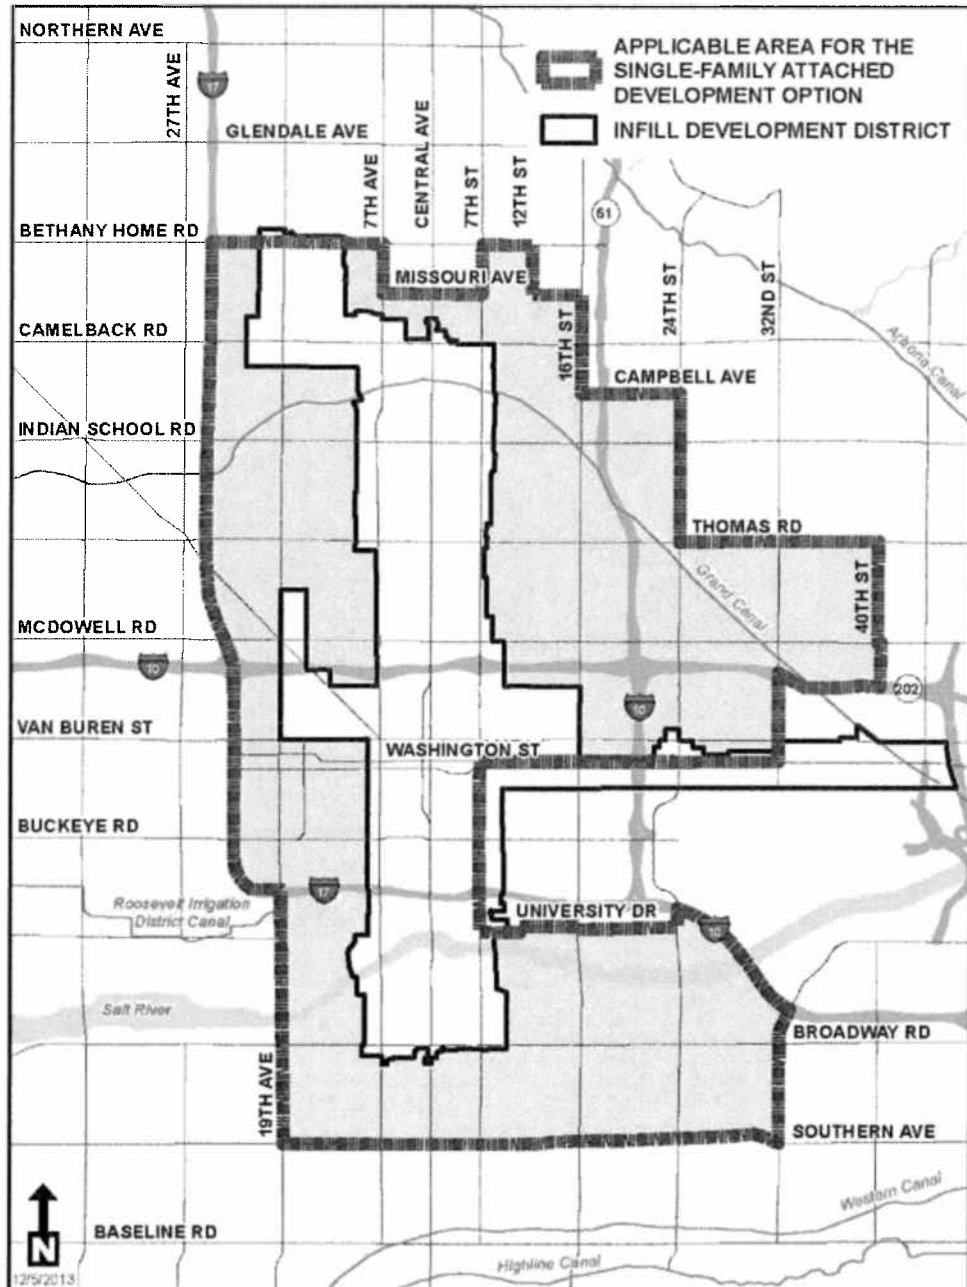 NORTHERN AVE
27TH AVE
17
GLENDALE AVE
APPLICABLE AREA FOR THE
SINGLE-FAMILY ATTACHED
DEVELOPMENT OPTION
INFILL DEVELOPMENT DISTRICT
7TH AVE
CENTRAL AVE
7TH ST
12TH ST
51
BETHANY HOME RD
MISSOURI AVE
24TH ST
32ND ST
CAMELBACK RD
16TH ST
CAMPBELL AVE
Arizona Canal
INDIAN SCHOOL RD
THOMAS RD
Grand Canal
40TH ST
MCDOWELL RD
10
202
10
VAN BUREN ST
WASHINGTON ST
BUCKEYE RD
17
Roosevelt Irrigation
District Canal
UNIVERSITY DR
10
Salt River
BROADWAY RD
19TH AVE
SOUTHERN AVE
Western Canal
BASELINE RD
Highline Canal
N
12/5/2013